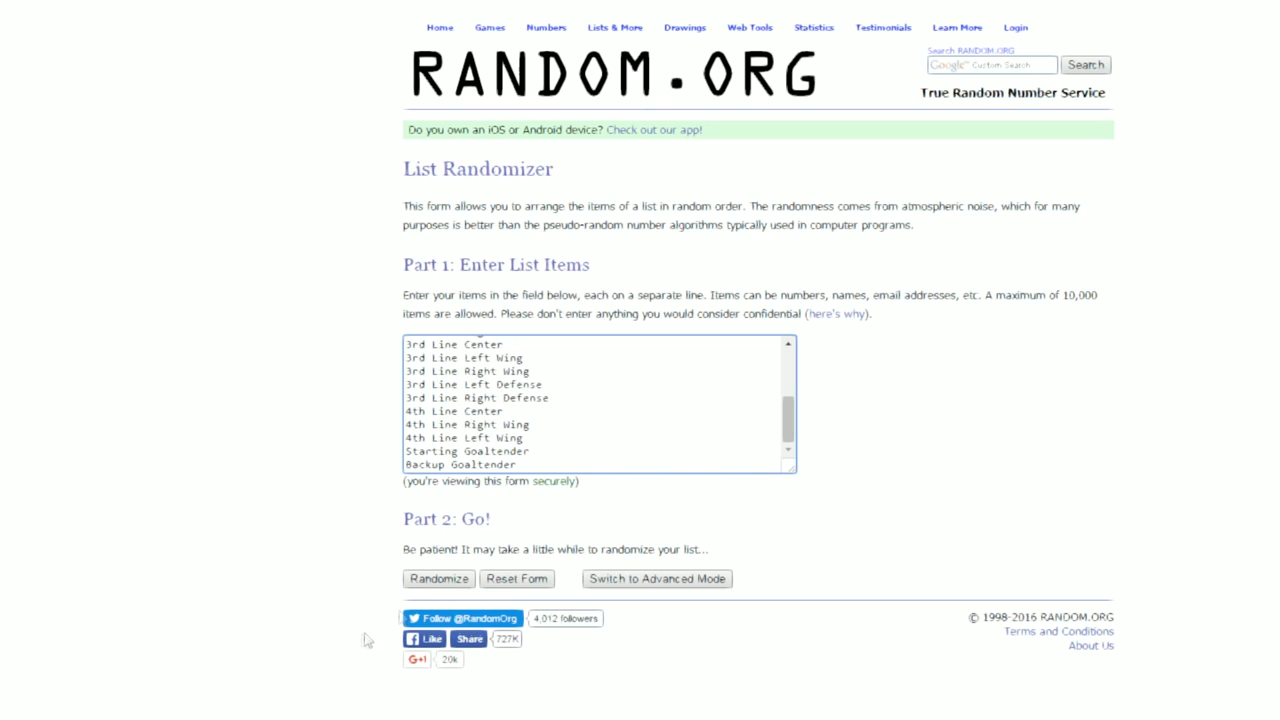 Home Games Numbers Lists & More Drawings Web Tools Statistics Testimonials Learn More Login
RANDOM.ORG
Search RANDOM.ORG
Google™ Custom Search Search
True Random Number Service
Do you own an iOS or Android device? Check out our app!
List Randomizer
This form allows you to arrange the items of a list in random order. The randomness comes from atmospheric noise, which for many
purposes is better than the pseudo-random number algorithms typically used in computer programs.
Part 1: Enter List Items
Enter your items in the field below, each on a separate line. Items can be numbers, names, email addresses, etc. A maximum of 10,000
items are allowed. Please don't enter anything you would consider confidential (here's why).
3rd Line Center
3rd Line Left Wing
3rd Line Right Wing
3rd Line Left Defense
3rd Line Right Defense
4th Line Center
4th Line Right Wing
4th Line Left Wing
Starting Goaltender
Backup Goaltender
(you're viewing this form securely)
Part 2: Go!
Be patient! It may take a little while to randomize your list...
Randomize Reset Form Switch to Advanced Mode
Follow @RandomOrg 4,012 followers
Like Share 727K
G+1 20k
© 1998-2016 RANDOM.ORG
Terms and Conditions
About Us